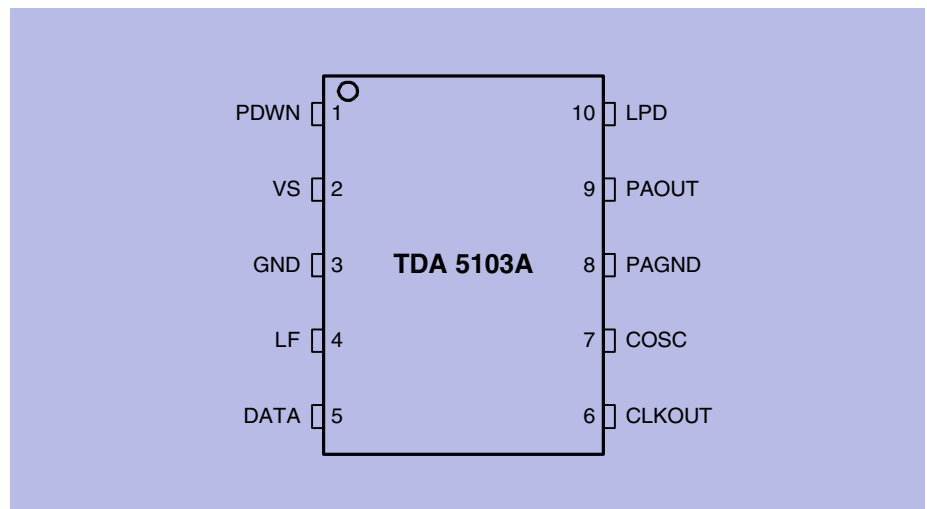 PDWN 1 10 LPD
VS 2 9 PAOUT
GND 3 TDA 5103A 8 PAGND
LF 4 7 COSC
DATA 5 6 CLKOUT